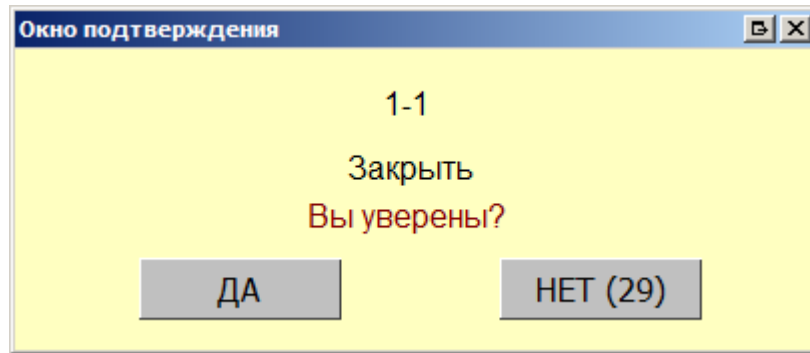 Окно подтверждения
1-1
Закрыть
Вы уверены?
ДА НЕТ (29)